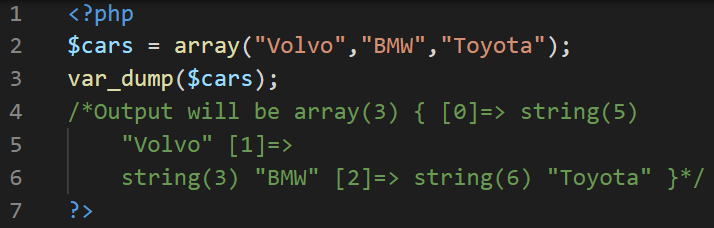 1 <?php
2 $cars = array("Volvo","BMW","Toyota");
3 var_dump($cars);
4 /*Output will be array(3) { [0]=> string(5)
5 "Volvo" [1]=>
6 string(3) "BMW" [2]=> string(6) "Toyota" }*/
7 ?>